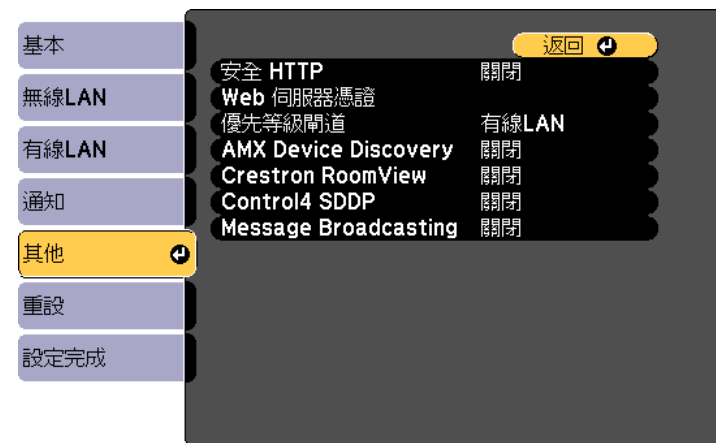 基本
無線LAN
有線LAN
通知
其他
重設
設定完成
返回
安全 HTTP 關閉
Web 伺服器憑證
優先等級閘道 有線LAN
AMX Device Discovery 關閉
Crestron RoomView 關閉
Control4 SDDP 關閉
Message Broadcasting 關閉